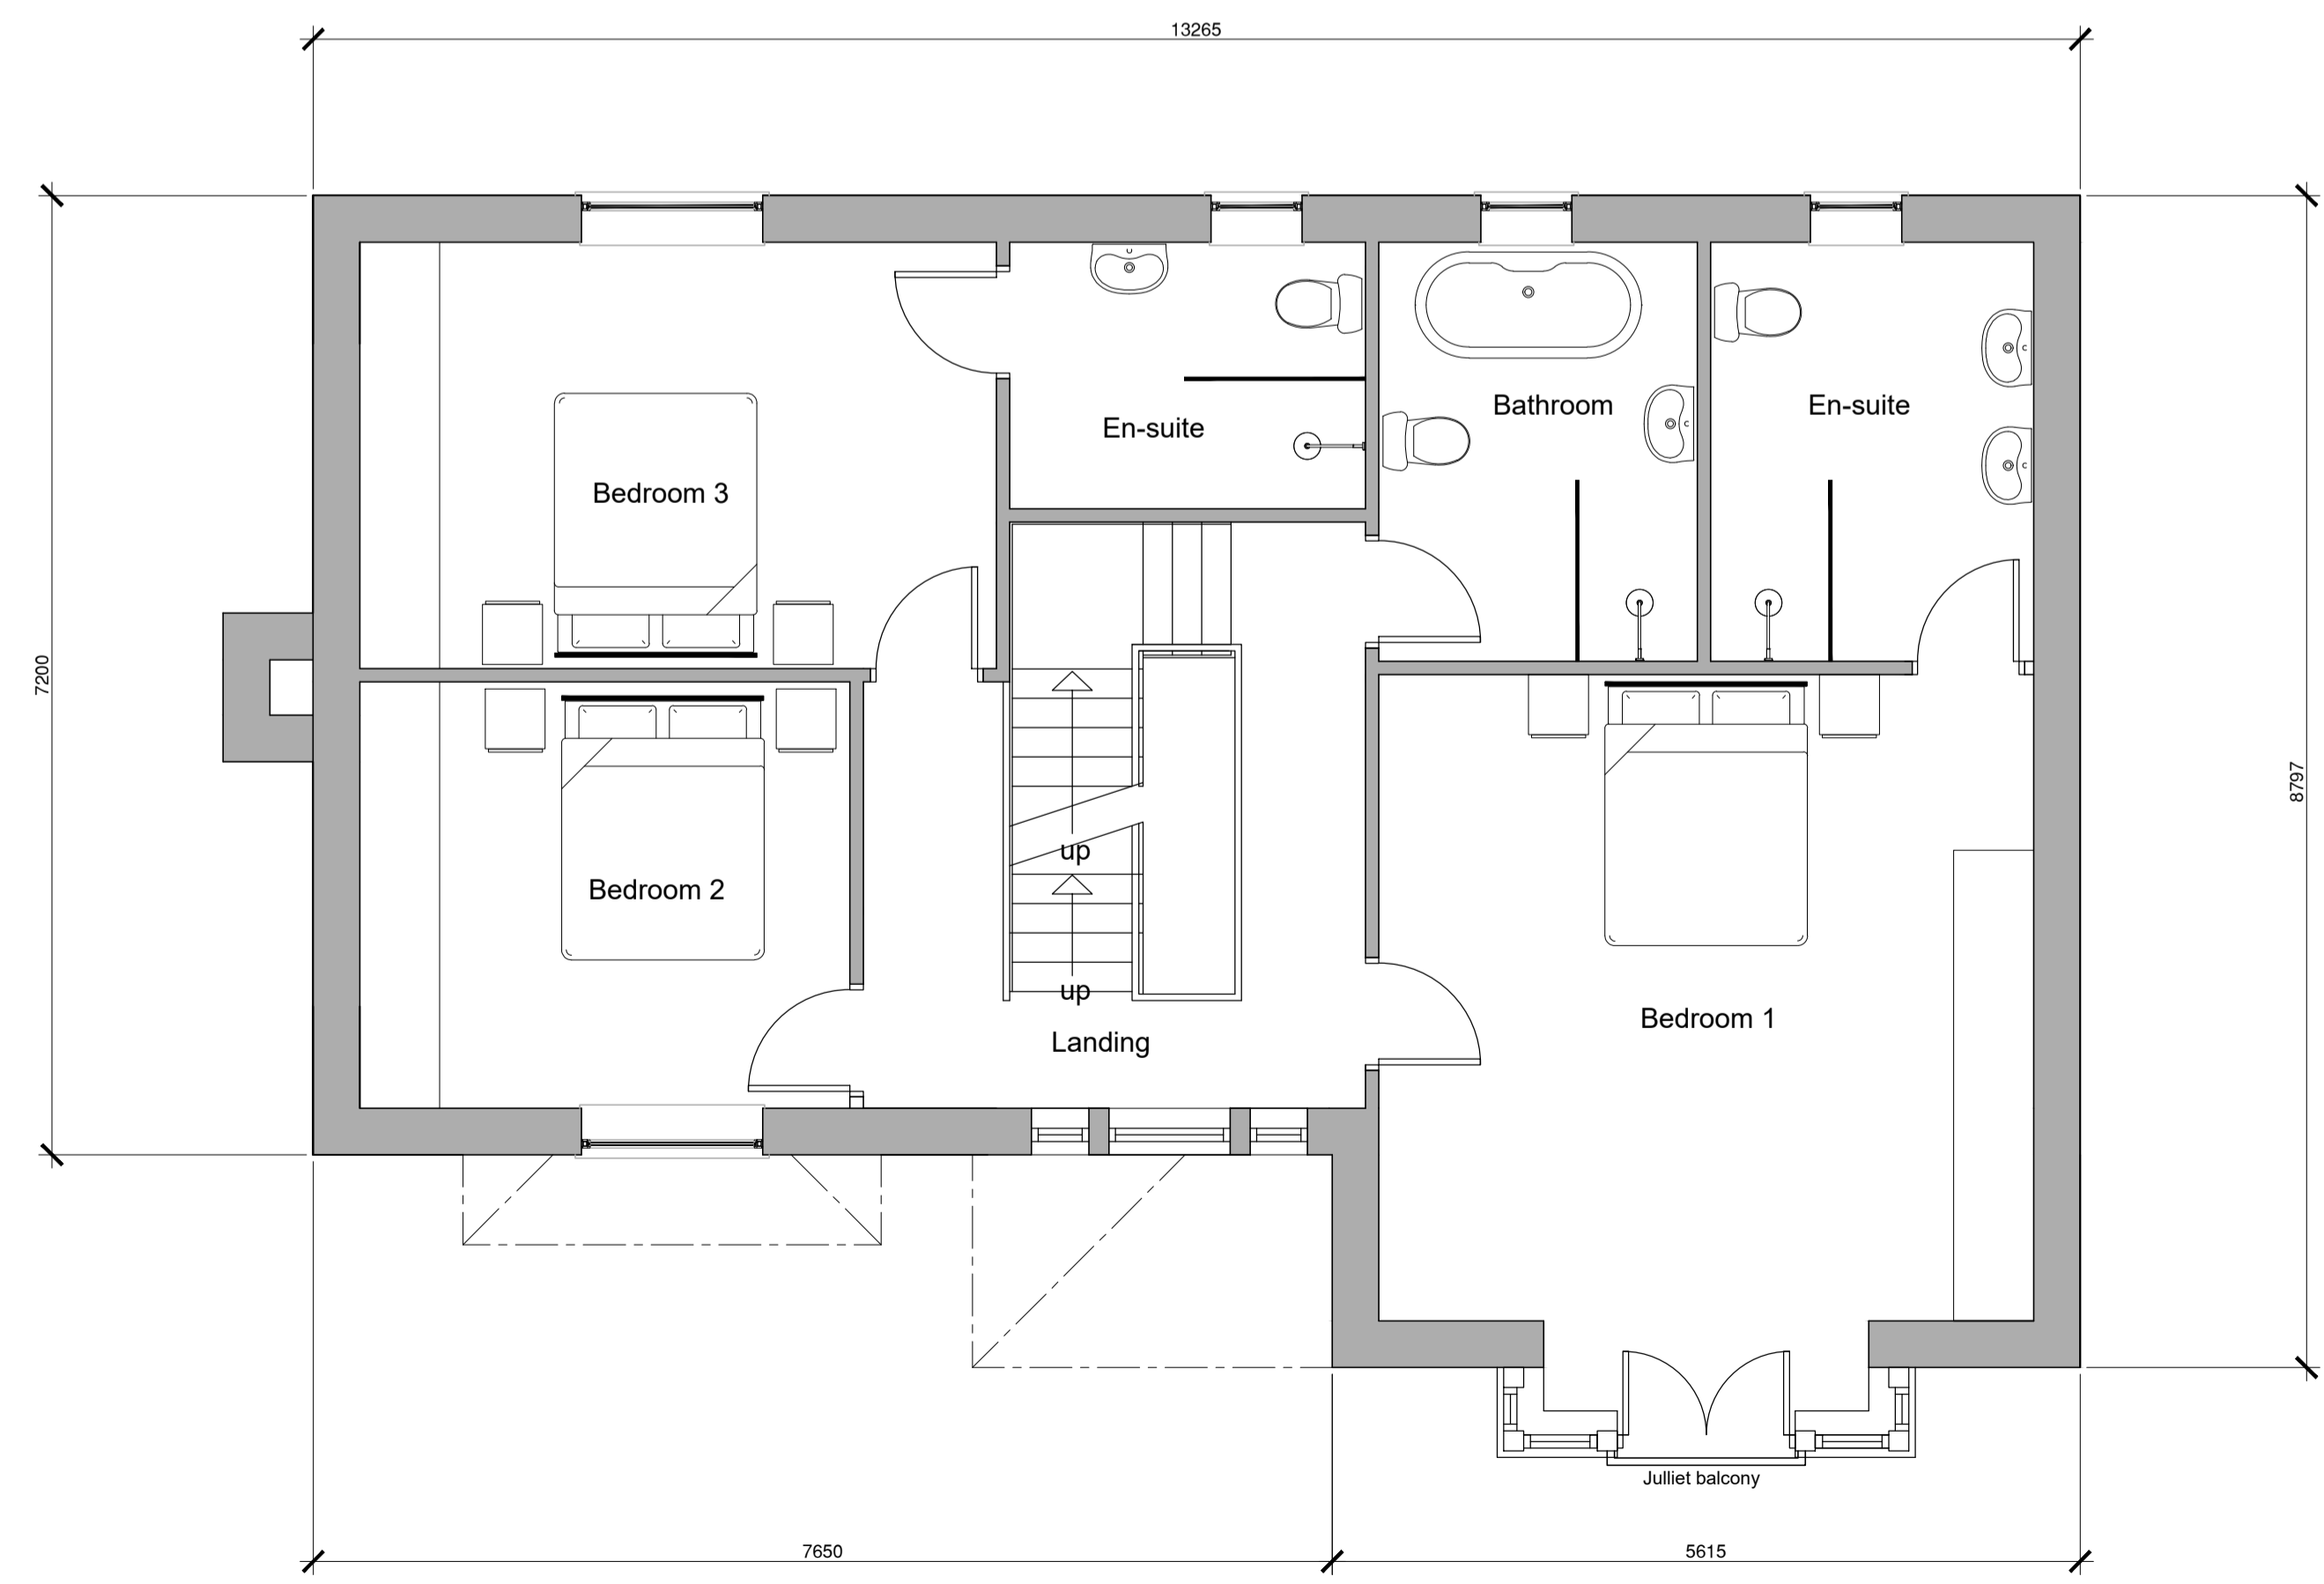 13265
Bathroom
En-suite
En-suite
Bedroom 3
7200
8797
up
Bedroom 2
up
Bedroom 1
Landing
Julliet balcony
7650
5615